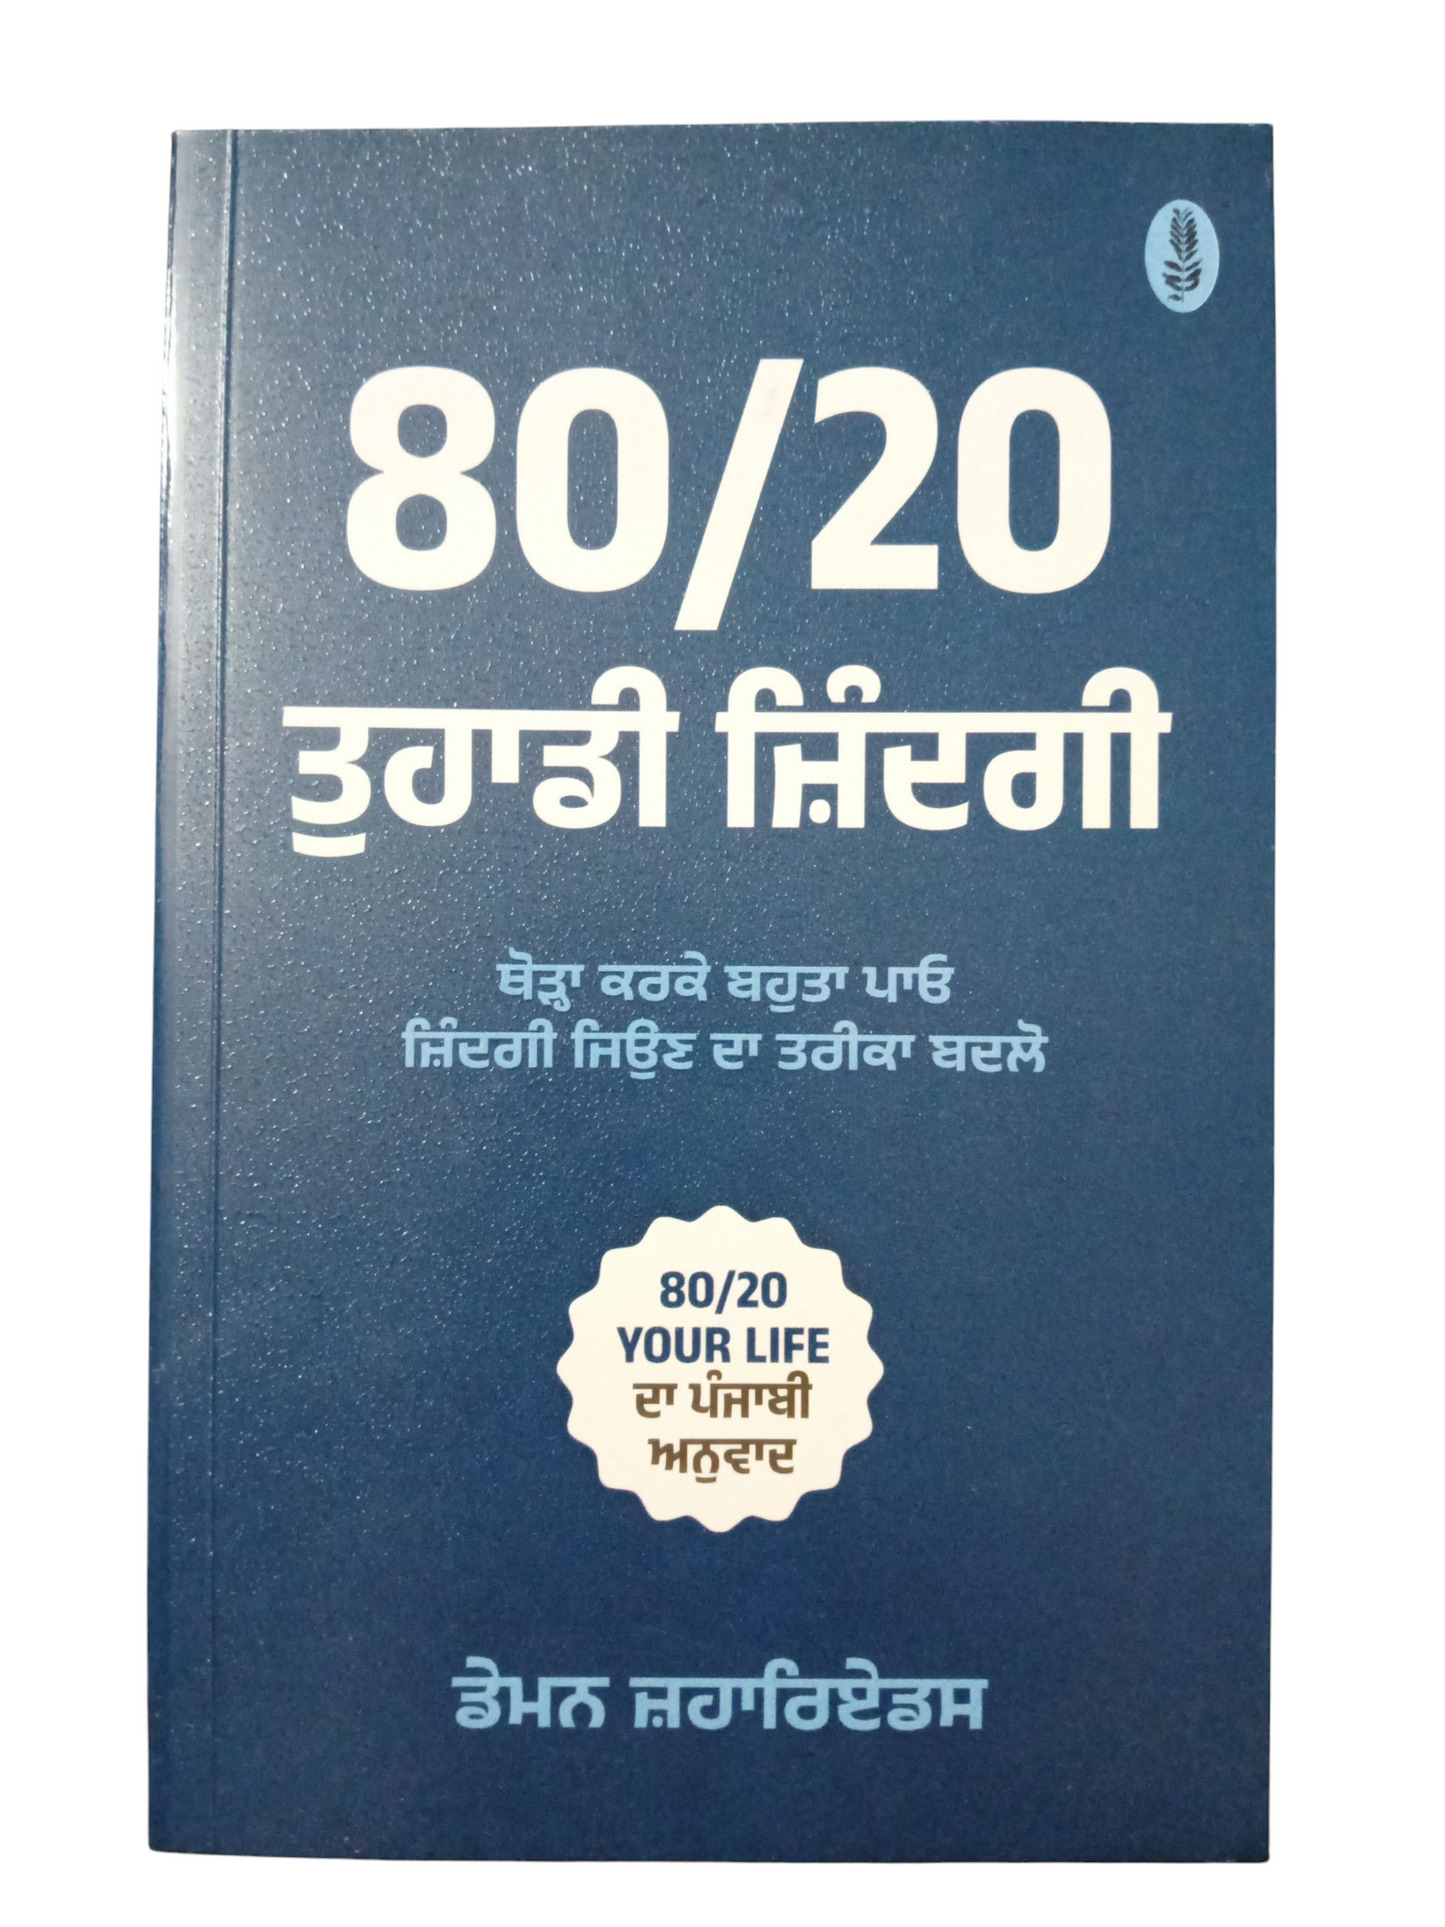 80/20
ਤੁਹਾਡੀ ਜ਼ਿੰਦਗੀ
ਥੋੜ੍ਹਾ ਕਰਕੇ ਬਹੁਤਾ ਪਾਓ
ਜ਼ਿੰਦਗੀ ਜਿਉਣ ਦਾ ਤਰੀਕਾ ਬਦਲੋ
80/20
YOUR LIFE
ਦਾ ਪੰਜਾਬੀ
ਅਨੁਵਾਦ
ਡੇਮਨ ਜ਼ਹਾਰਿਏਡਸ